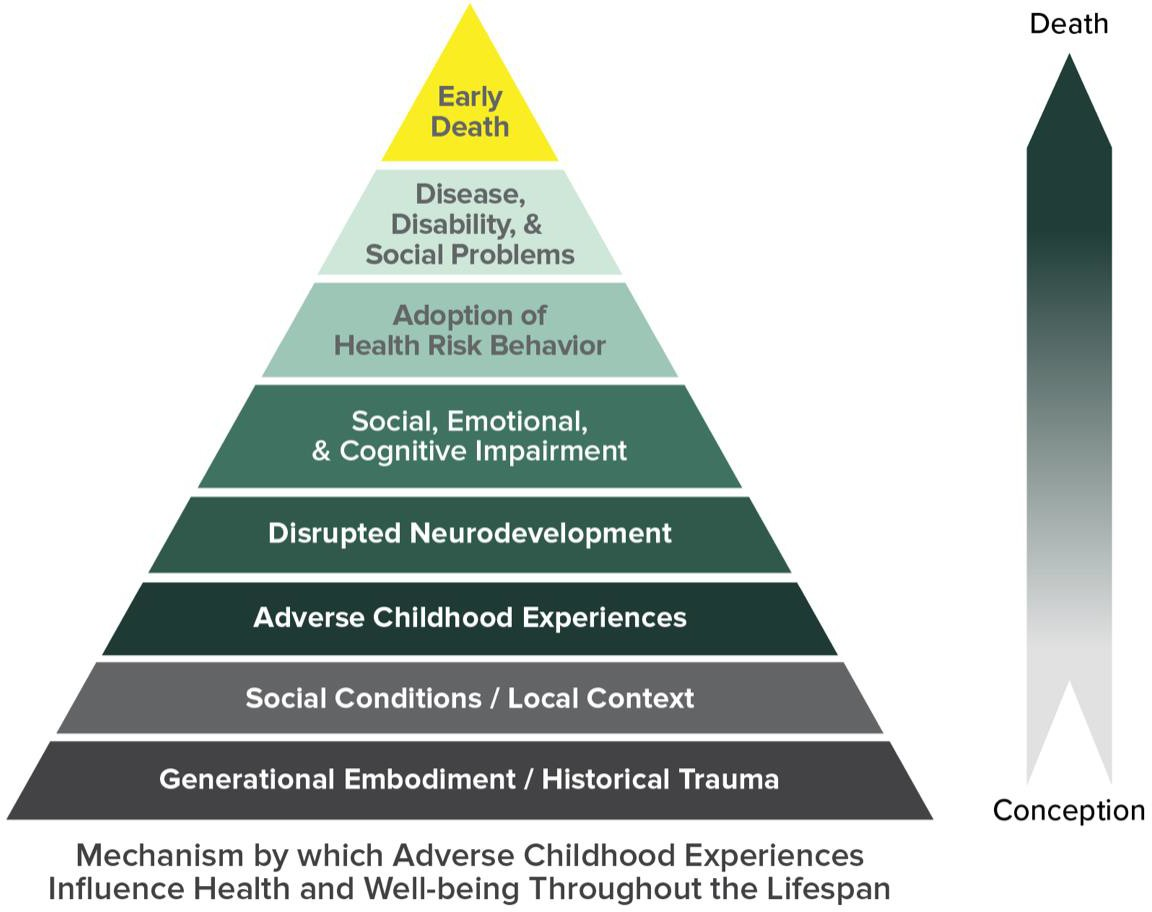 Death
Early
Death
Disease,
Disability, &
Social Problems
Adoption of
Health Risk Behavior
Social, Emotional,
& Cognitive Impairment
Disrupted Neurodevelopment
Adverse Childhood Experiences
Social Conditions / Local Context
Generational Embodiment / Historical Trauma
Conception
Mechanism by which Adverse Childhood Experiences
Influence Health and Well-being Throughout the Lifespan